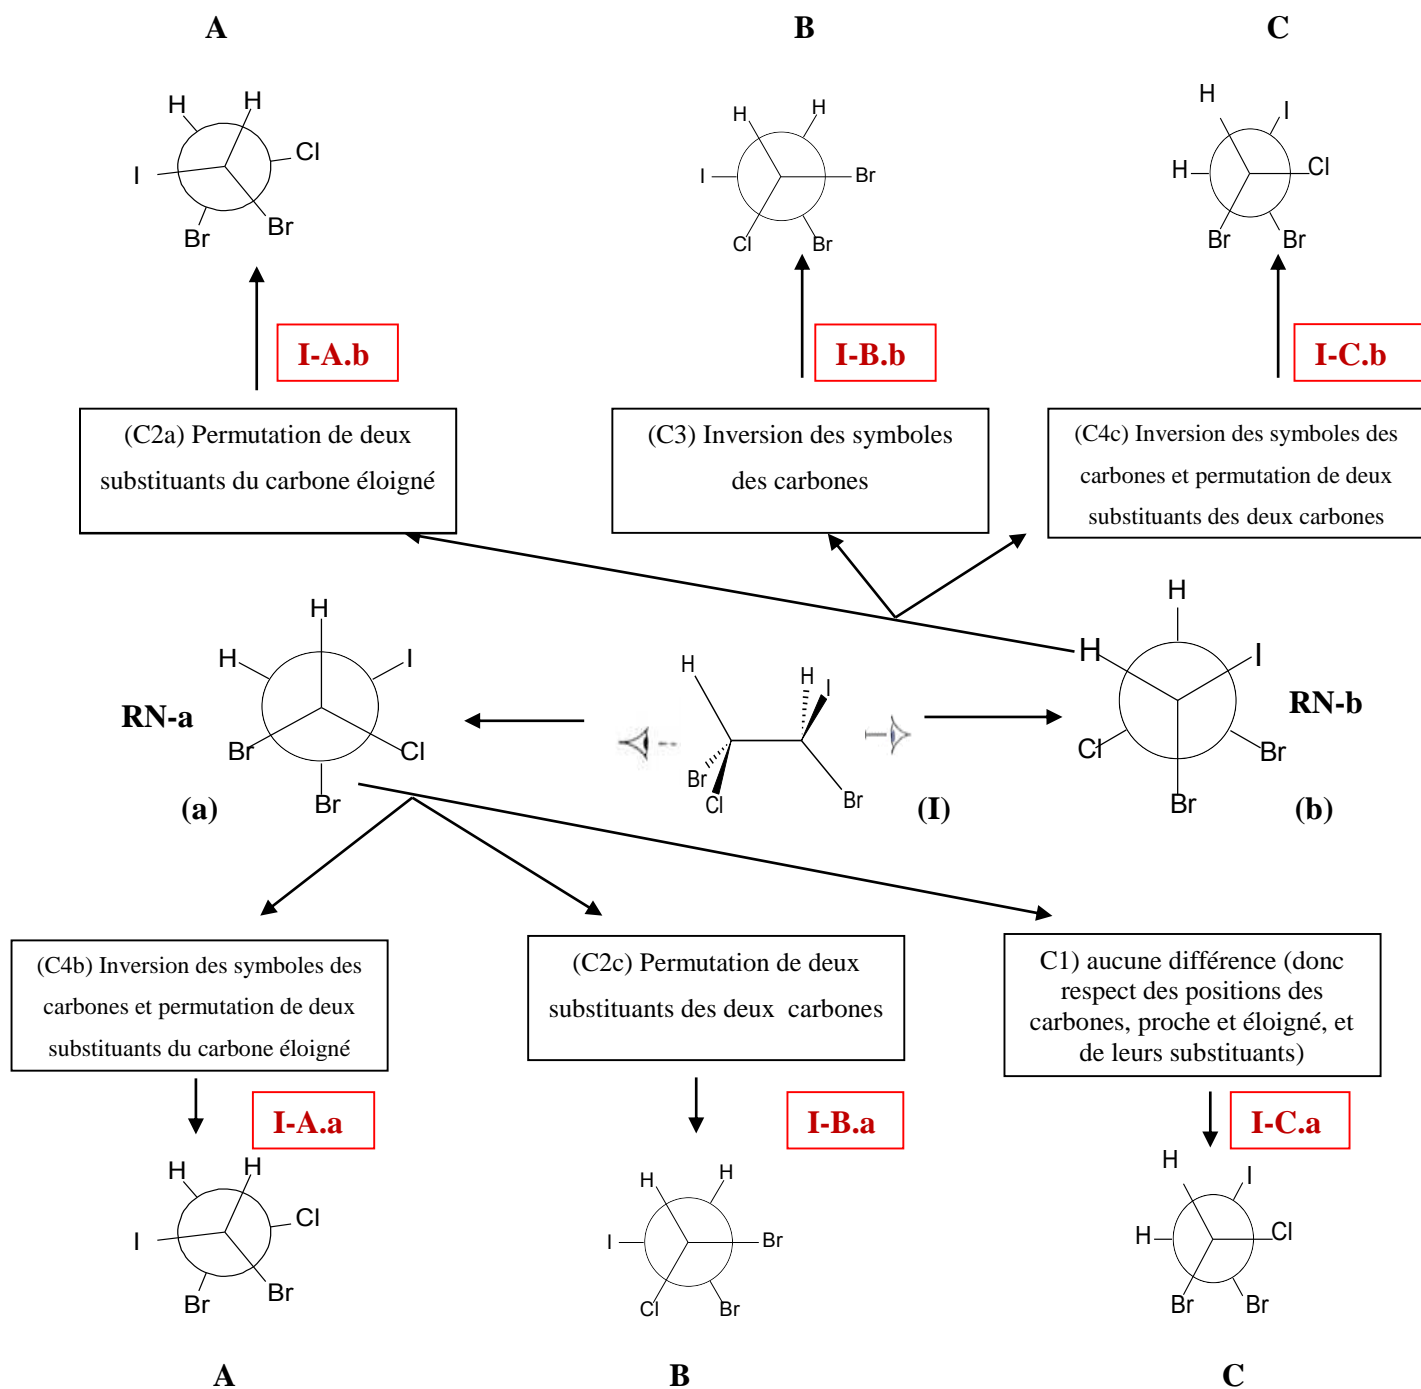 A B C
H H
I Cl
Br Br
H H
I Br
Cl Br
H I
H Cl
Br Br
I-A.b I-B.b I-C.b
(C2a) Permutation de deux
substituants du carbone éloigné
(C3) Inversion des symboles
des carbones
(C4c) Inversion des symboles des
carbones et permutation de deux
substituants des deux carbones
H
H I
RN-a
Br Cl
Br
(a)
H H I
Br
Cl Br
(I)
H
H I
RN-b
Cl Br
Br
(b)
(C4b) Inversion des symboles des
carbones et permutation de deux
substituants du carbone éloigné
(C2c) Permutation de deux
substituants des deux carbones
C1) aucune différence (donc
respect des positions des
carbones, proche et éloigné, et
de leurs substituants)
I-A.a I-B.a I-C.a
H H
I Cl
Br Br
H H
I Br
Cl Br
H I
H Cl
Br Br
A B C